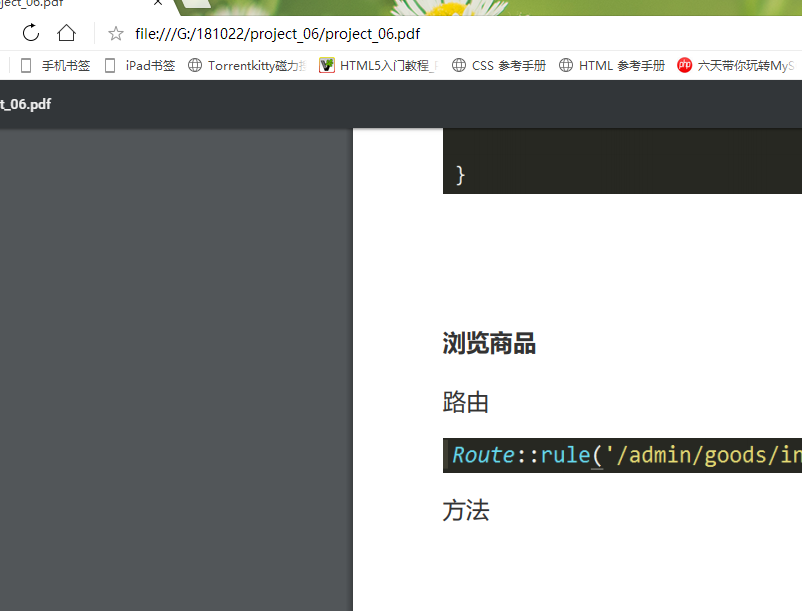 ject_06.pdf
file:///G:/181022/project_06/project_06.pdf
手机书签 iPad书签 Torrentkitty磁力 HTML5入门教程_ CSS 参考手册 HTML 参考手册 php 六天带你玩转MyS
t_06.pdf
}
浏览商品
路由
Route::rule('/admin/goods/in
方法